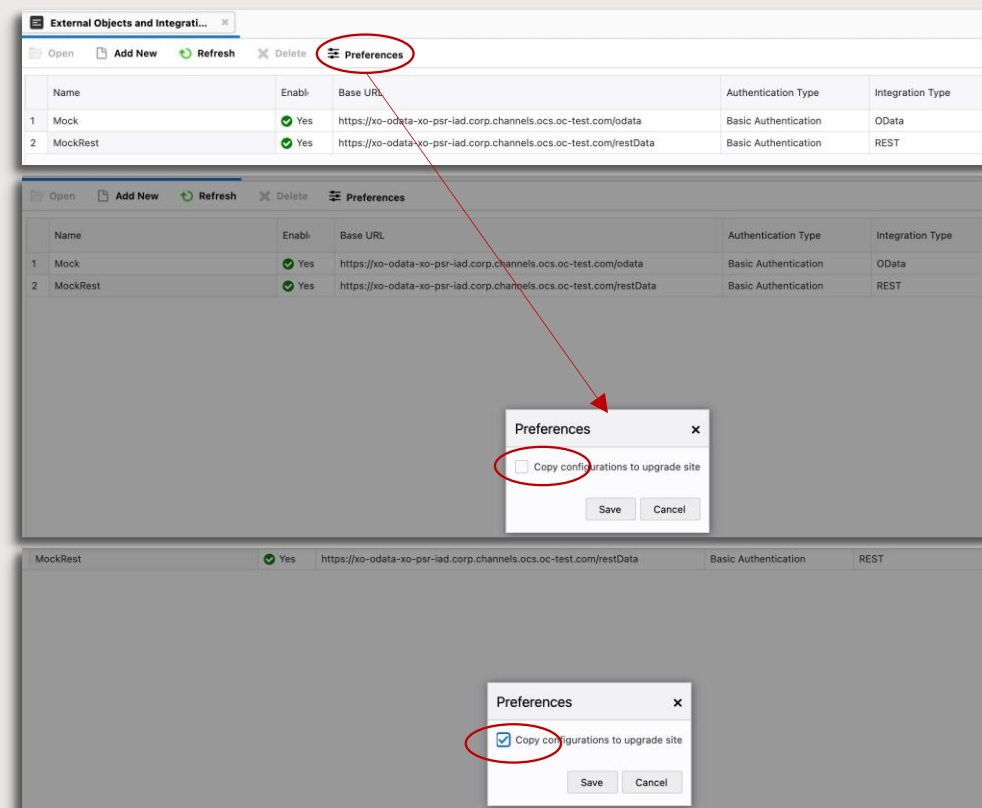 External Objects and Integrati... ×
Open Add New Refresh Delete Preferences
Name Enabl Base URL Authentication Type Integration Type
1 Mock Yes https://xo-odata-xo-psr-iad.corp.channels.ocs.oc-test.com/odata Basic Authentication OData
2 MockRest Yes https://xo-odata-xo-psr-iad.corp.channels.ocs.oc-test.com/restData Basic Authentication REST
Open Add New Refresh Delete Preferences
Name Enabl Base URL Authentication Type Integration Type
1 Mock Yes https://xo-odata-xo-psr-iad.corp.channels.ocs.oc-test.com/odata Basic Authentication OData
2 MockRest Yes https://xo-odata-xo-psr-iad.corp.channels.ocs.oc-test.com/restData Basic Authentication REST
Preferences ×
Copy configurations to upgrade site
Save Cancel
MockRest Yes https://xo-odata-xo-psr-iad.corp.channels.ocs.oc-test.com/restData Basic Authentication REST
Preferences ×
Copy configurations to upgrade site
Save Cancel